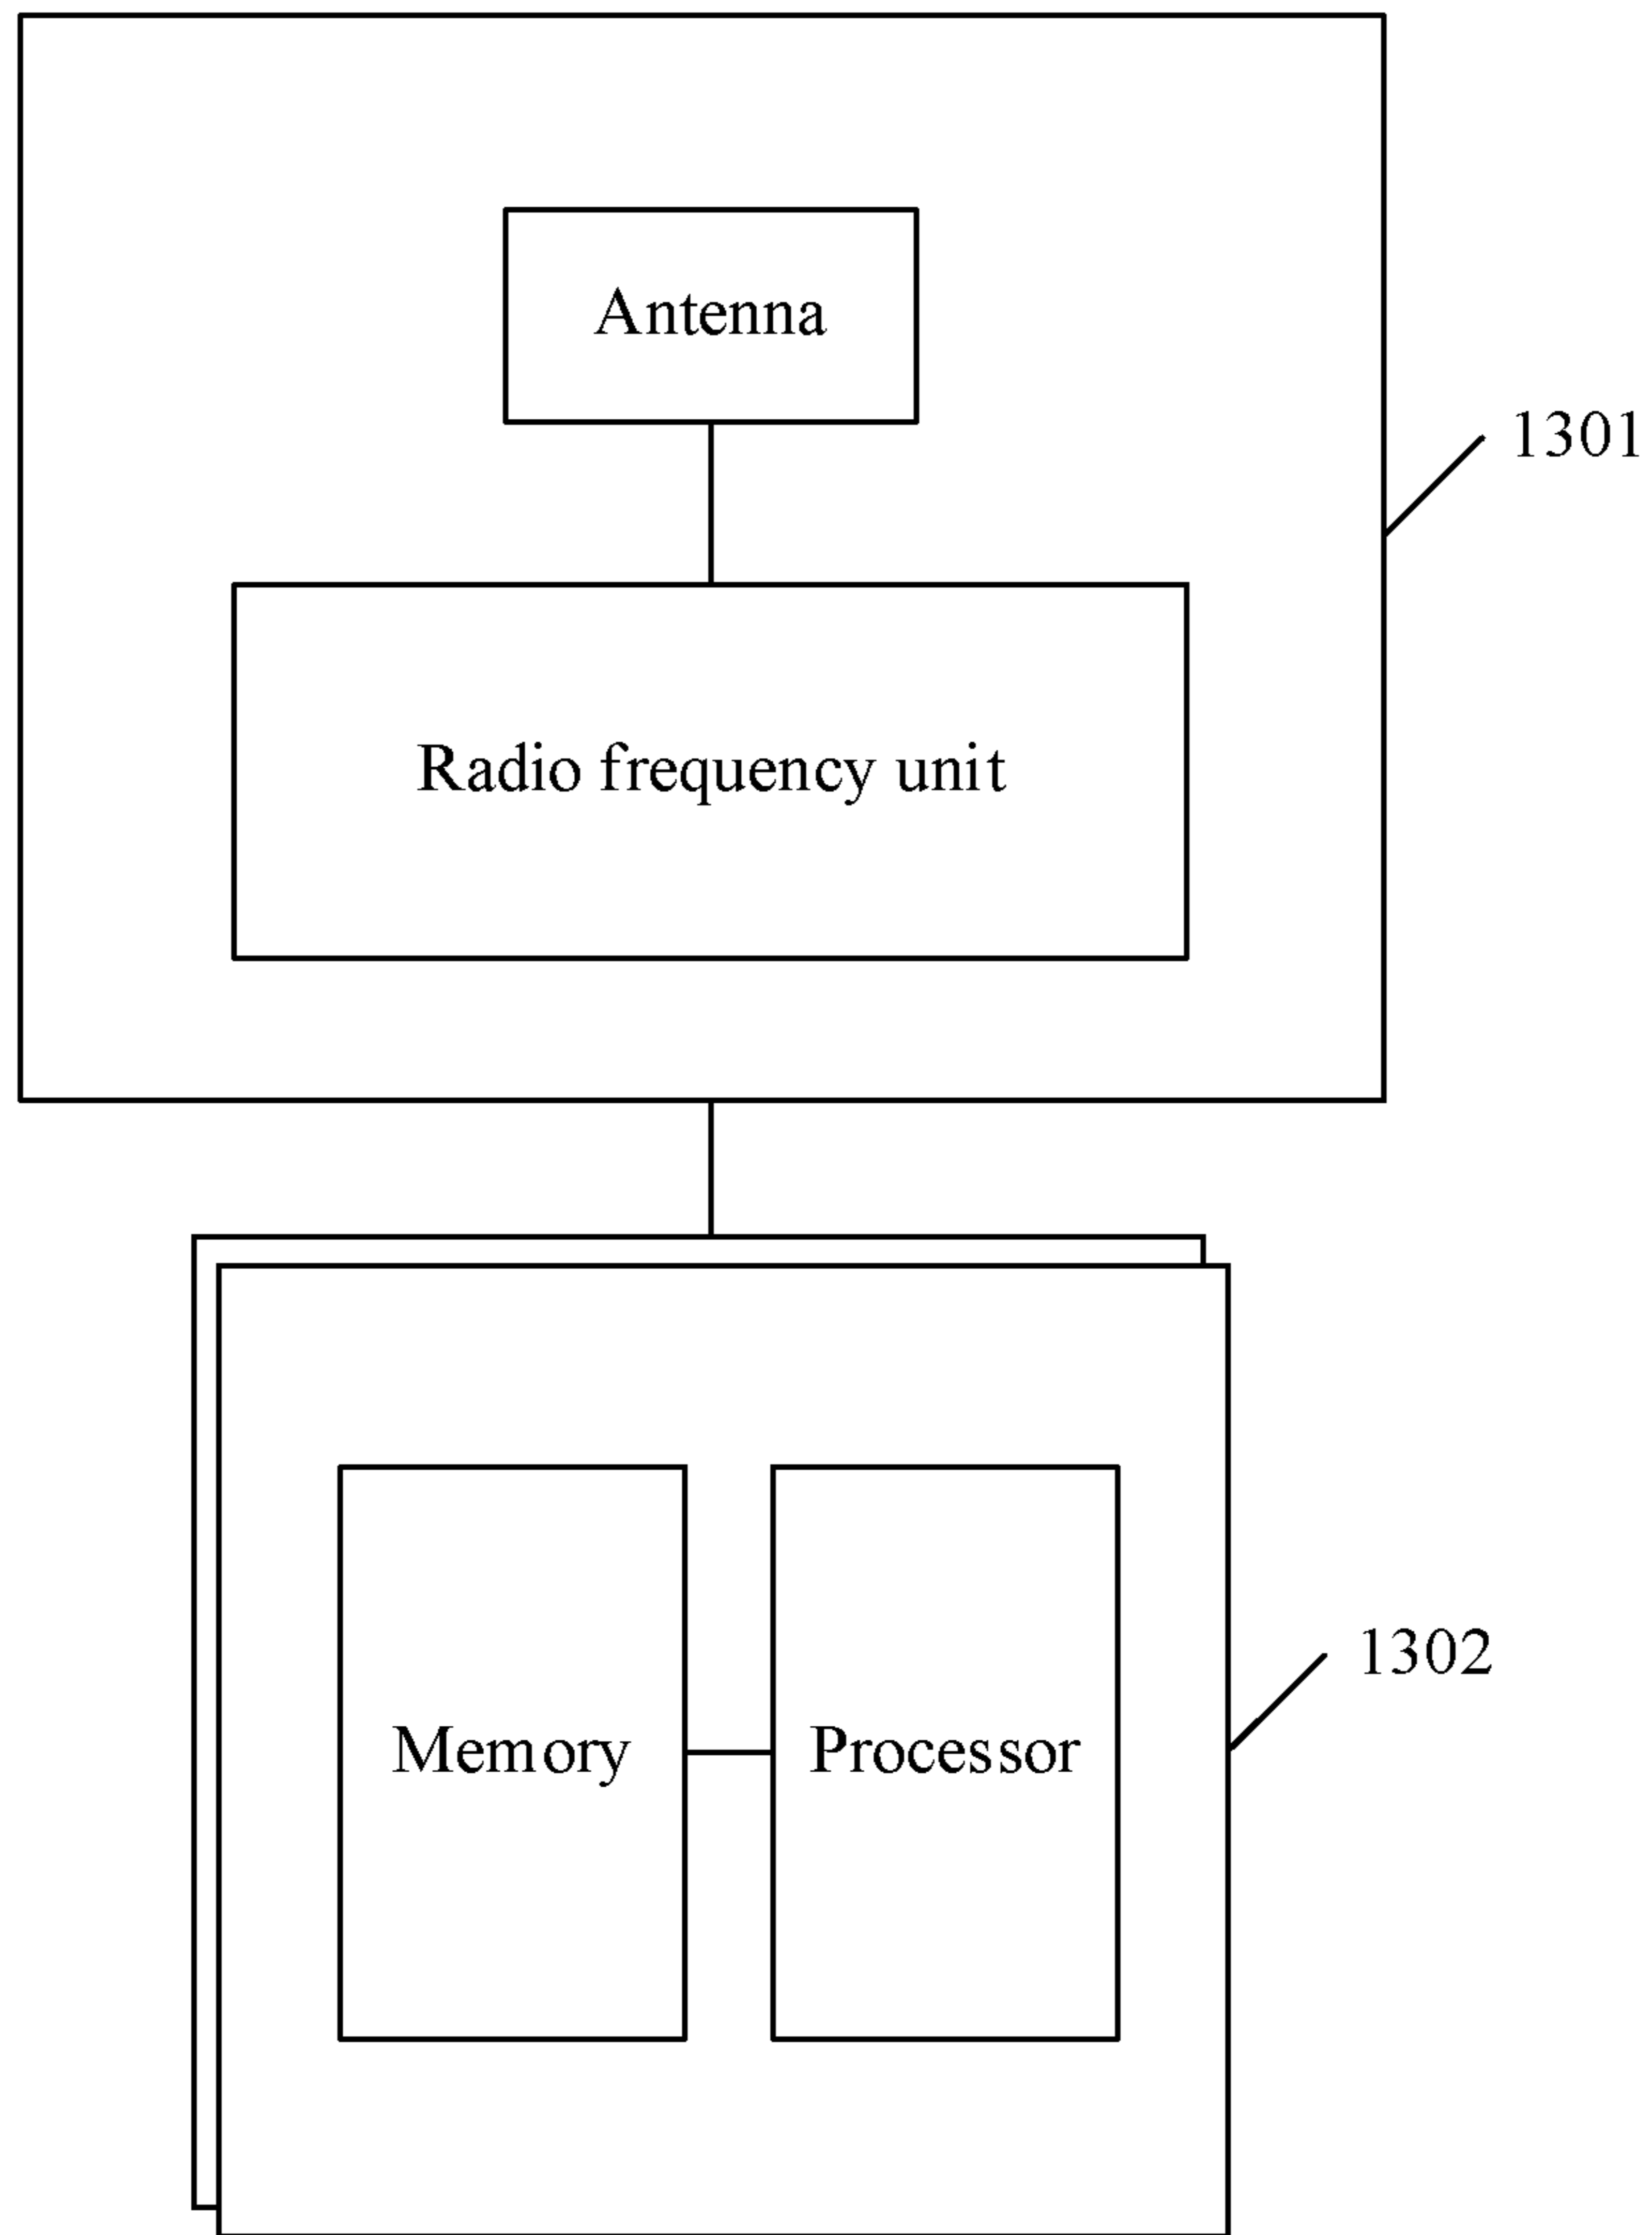 Antenna
1301
Radio frequency unit
1302
Memory
Processor